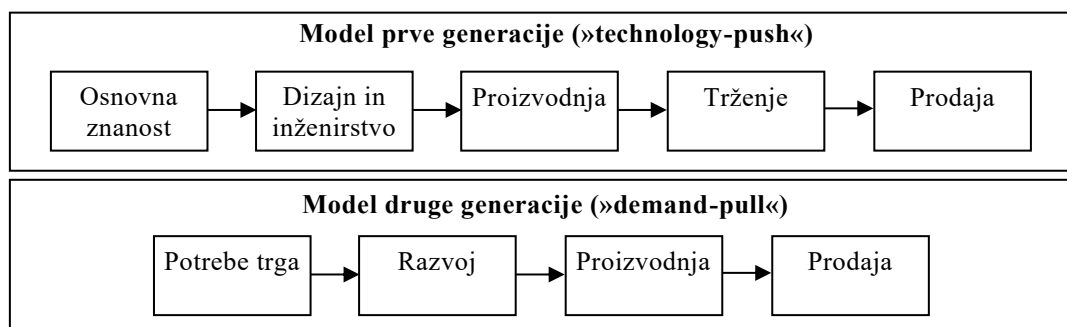 Model prve generacije (»technology-push«)
Osnovna
znanost
Dizajn in
inženirstvo
Proizvodnja
Trženje
Prodaja
Model druge generacije (»demand-pull«)
Potrebe trga
Razvoj
Proizvodnja
Prodaja